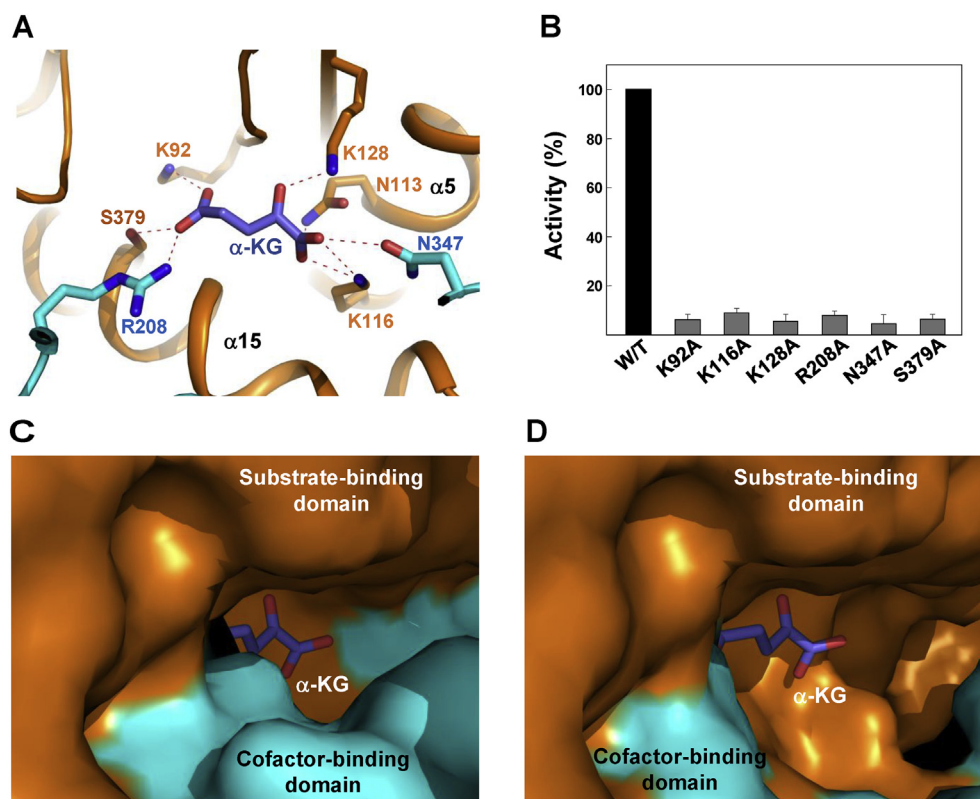 A
K92
K128
N113
α5
S379
α-KG
N347
R208
K116
α15
B
Activity (%)
100
80
60
40
20
W/T
K92A
K116A
K128A
R208A
N347A
S379A
C
Substrate-binding
domain
α-KG
Cofactor-binding
domain
D
Substrate-binding
domain
α-KG
Cofactor-binding
domain